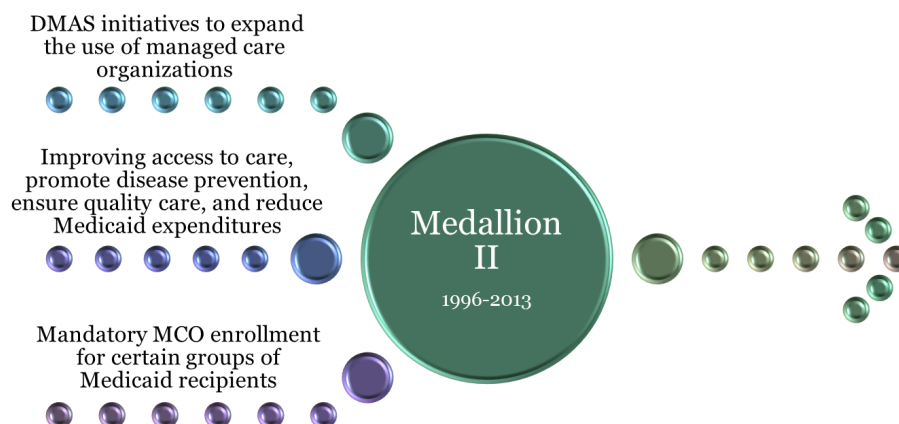 DMAS initiatives to expand
the use of managed care
organizations
Improving access to care,
promote disease prevention,
ensure quality care, and reduce
Medicaid expenditures
Mandatory MCO enrollment
for certain groups of
Medicaid recipients
Medallion
II
1996-2013